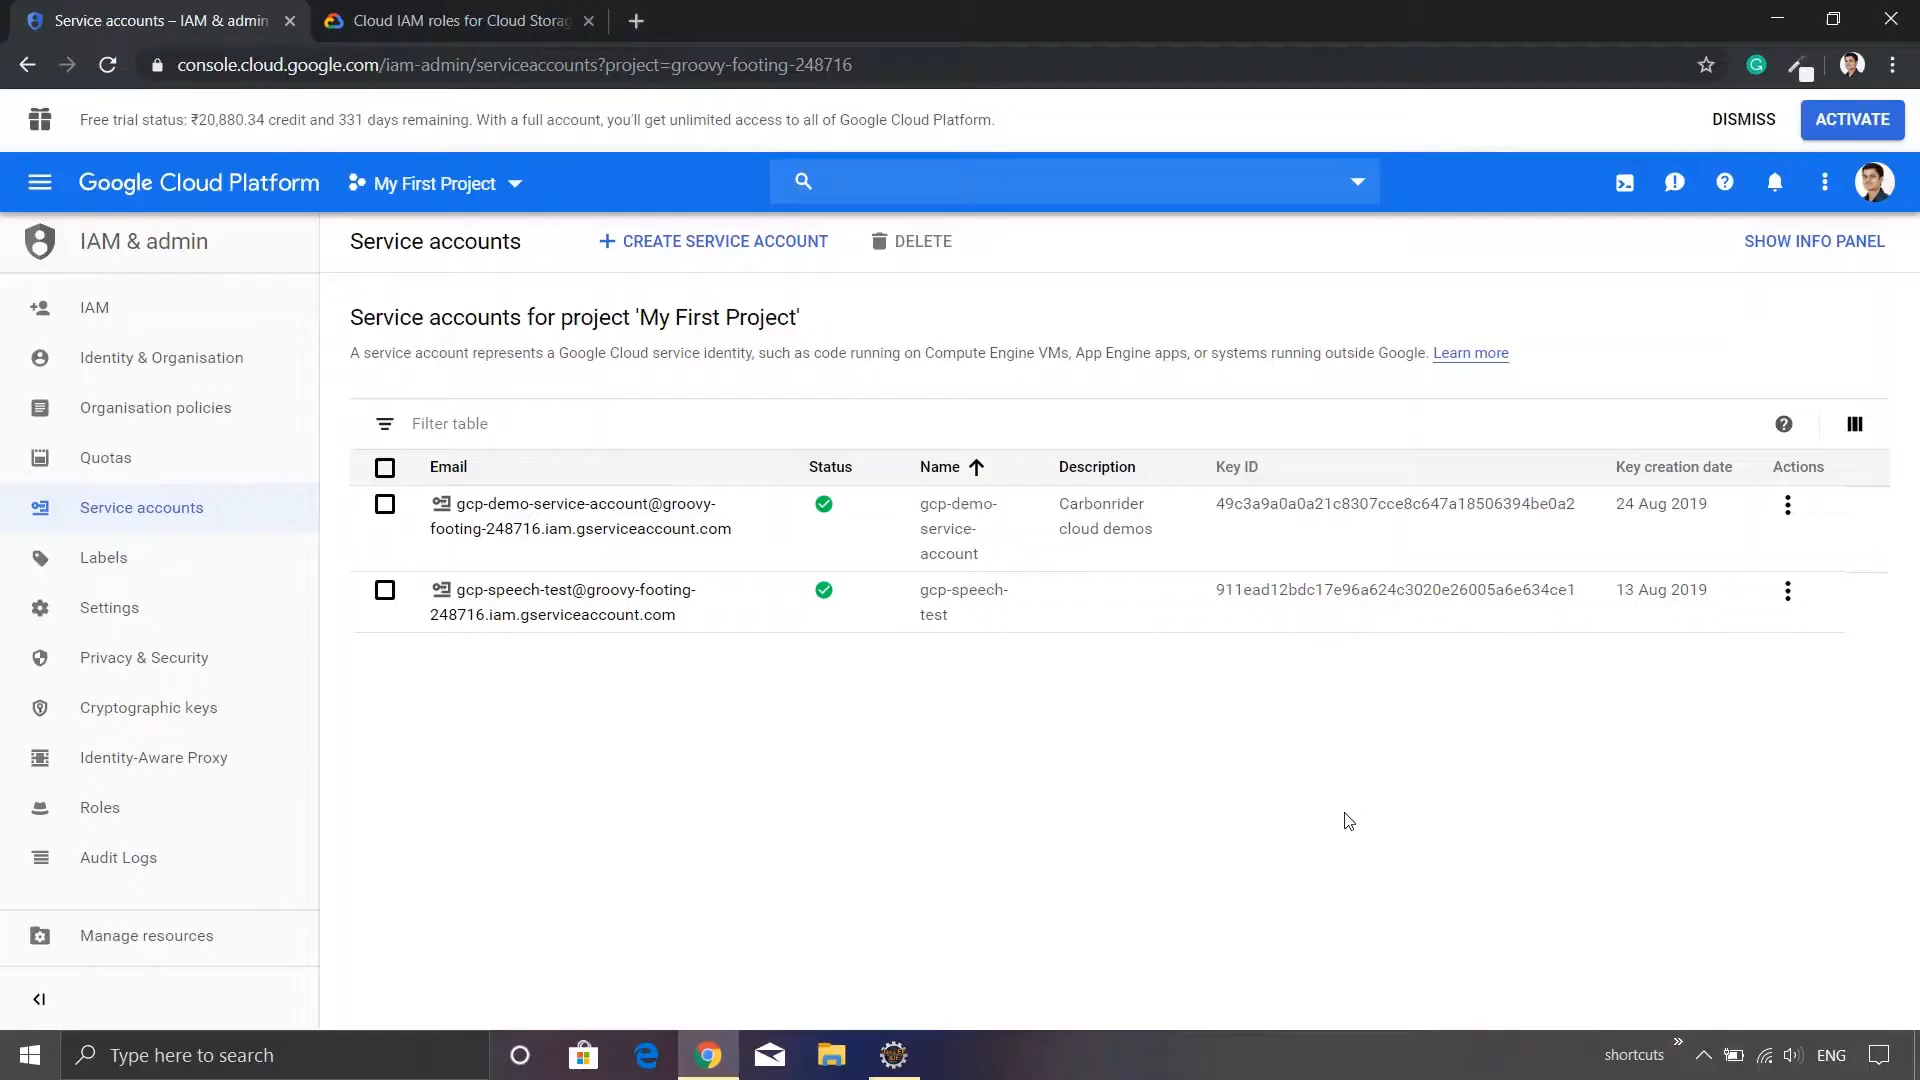 Service accounts – IAM & admin
Cloud IAM roles for Cloud Storag
console.cloud.google.com/iam-admin/serviceaccounts?project=groovy-footing-248716
Free trial status: ₹20,880.34 credit and 331 days remaining. With a full account, you'll get unlimited access to all of Google Cloud Platform.
DISMISS
ACTIVATE
Google Cloud Platform
My First Project
IAM & admin
Service accounts
CREATE SERVICE ACCOUNT
DELETE
SHOW INFO PANEL
IAM
Identity & Organisation
Organisation policies
Quotas
Service accounts
Labels
Settings
Privacy & Security
Cryptographic keys
Identity-Aware Proxy
Roles
Audit Logs
Manage resources
Service accounts for project 'My First Project'
A service account represents a Google Cloud service identity, such as code running on Compute Engine VMs, App Engine apps, or systems running outside Google. Learn more
Filter table
Email Status Name Description Key ID Key creation date Actions
gcp-demo-service-account@groovy-
footing-248716.iam.gserviceaccount.com
gcp-demo-
service-
account
Carbonrider
cloud demos
49c3a9a0a0a21c8307cce8c647a18506394be0a2
24 Aug 2019
gcp-speech-test@groovy-footing-
248716.iam.gserviceaccount.com
gcp-speech-
test
911ead12bdc17e96a624c3020e26005a6e634ce1
13 Aug 2019
Type here to search
shortcuts
ENG